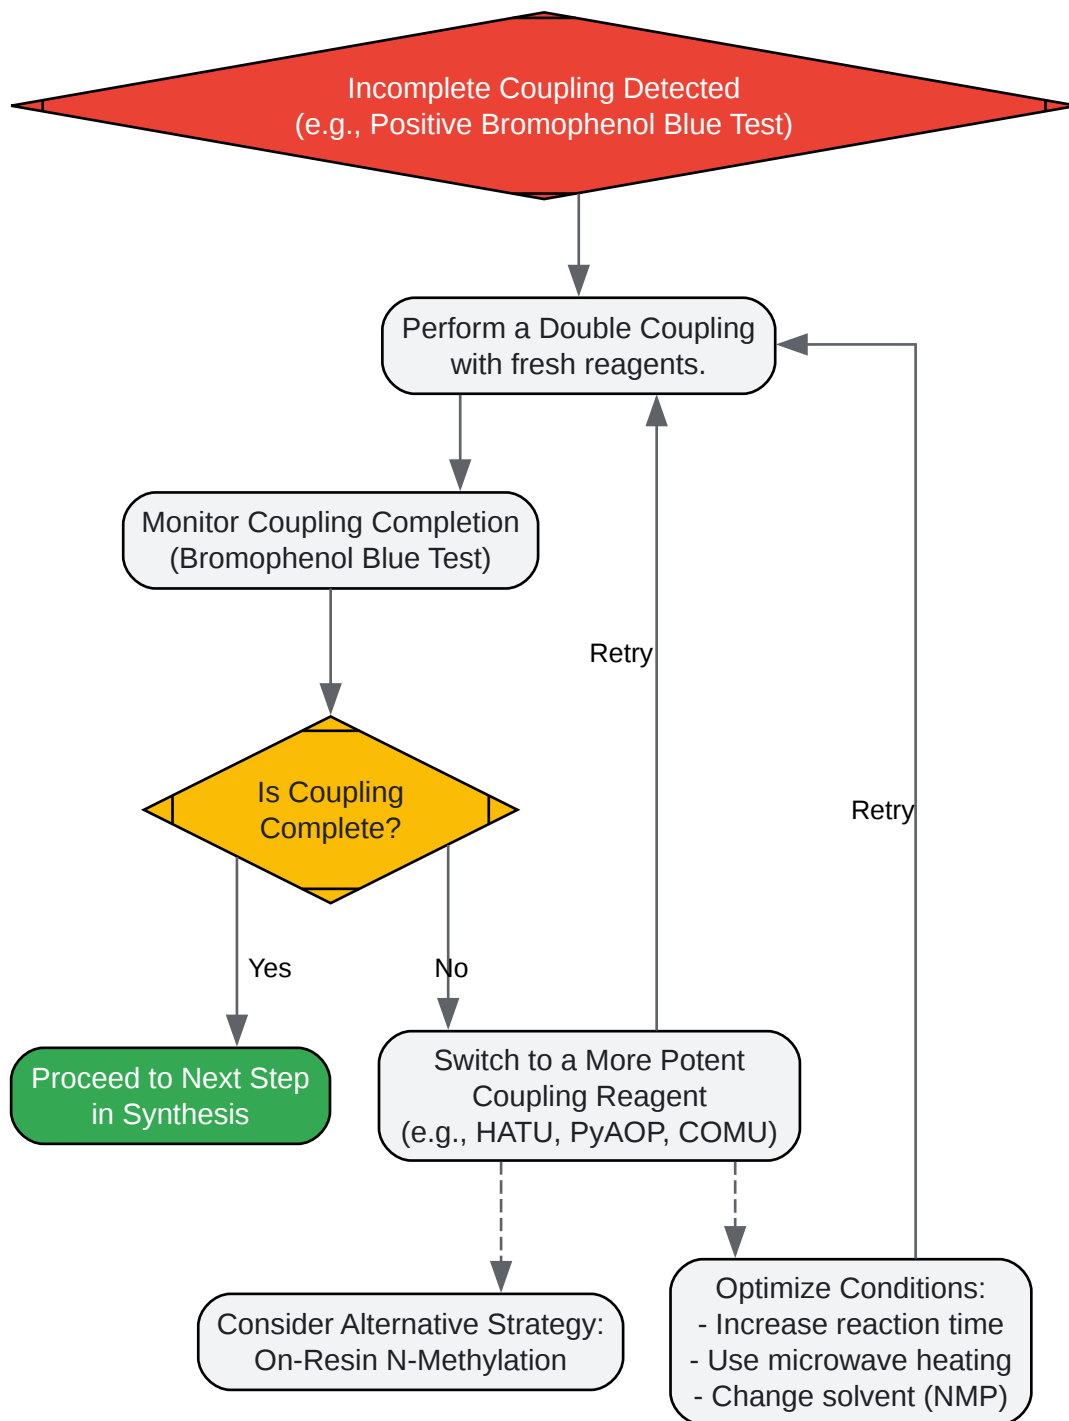 Incomplete Coupling Detected
(e.g., Positive Bromophenol Blue Test)
Perform a Double Coupling
with fresh reagents.
Monitor Coupling Completion
(Bromophenol Blue Test)
Retry
Is Coupling
Complete?
Retry
Yes
No
Proceed to Next Step
in Synthesis
Switch to a More Potent
Coupling Reagent
(e.g., HATU, PyAOP, COMU)
Consider Alternative Strategy:
On-Resin N-Methylation
Optimize Conditions:
- Increase reaction time
- Use microwave heating
- Change solvent (NMP)